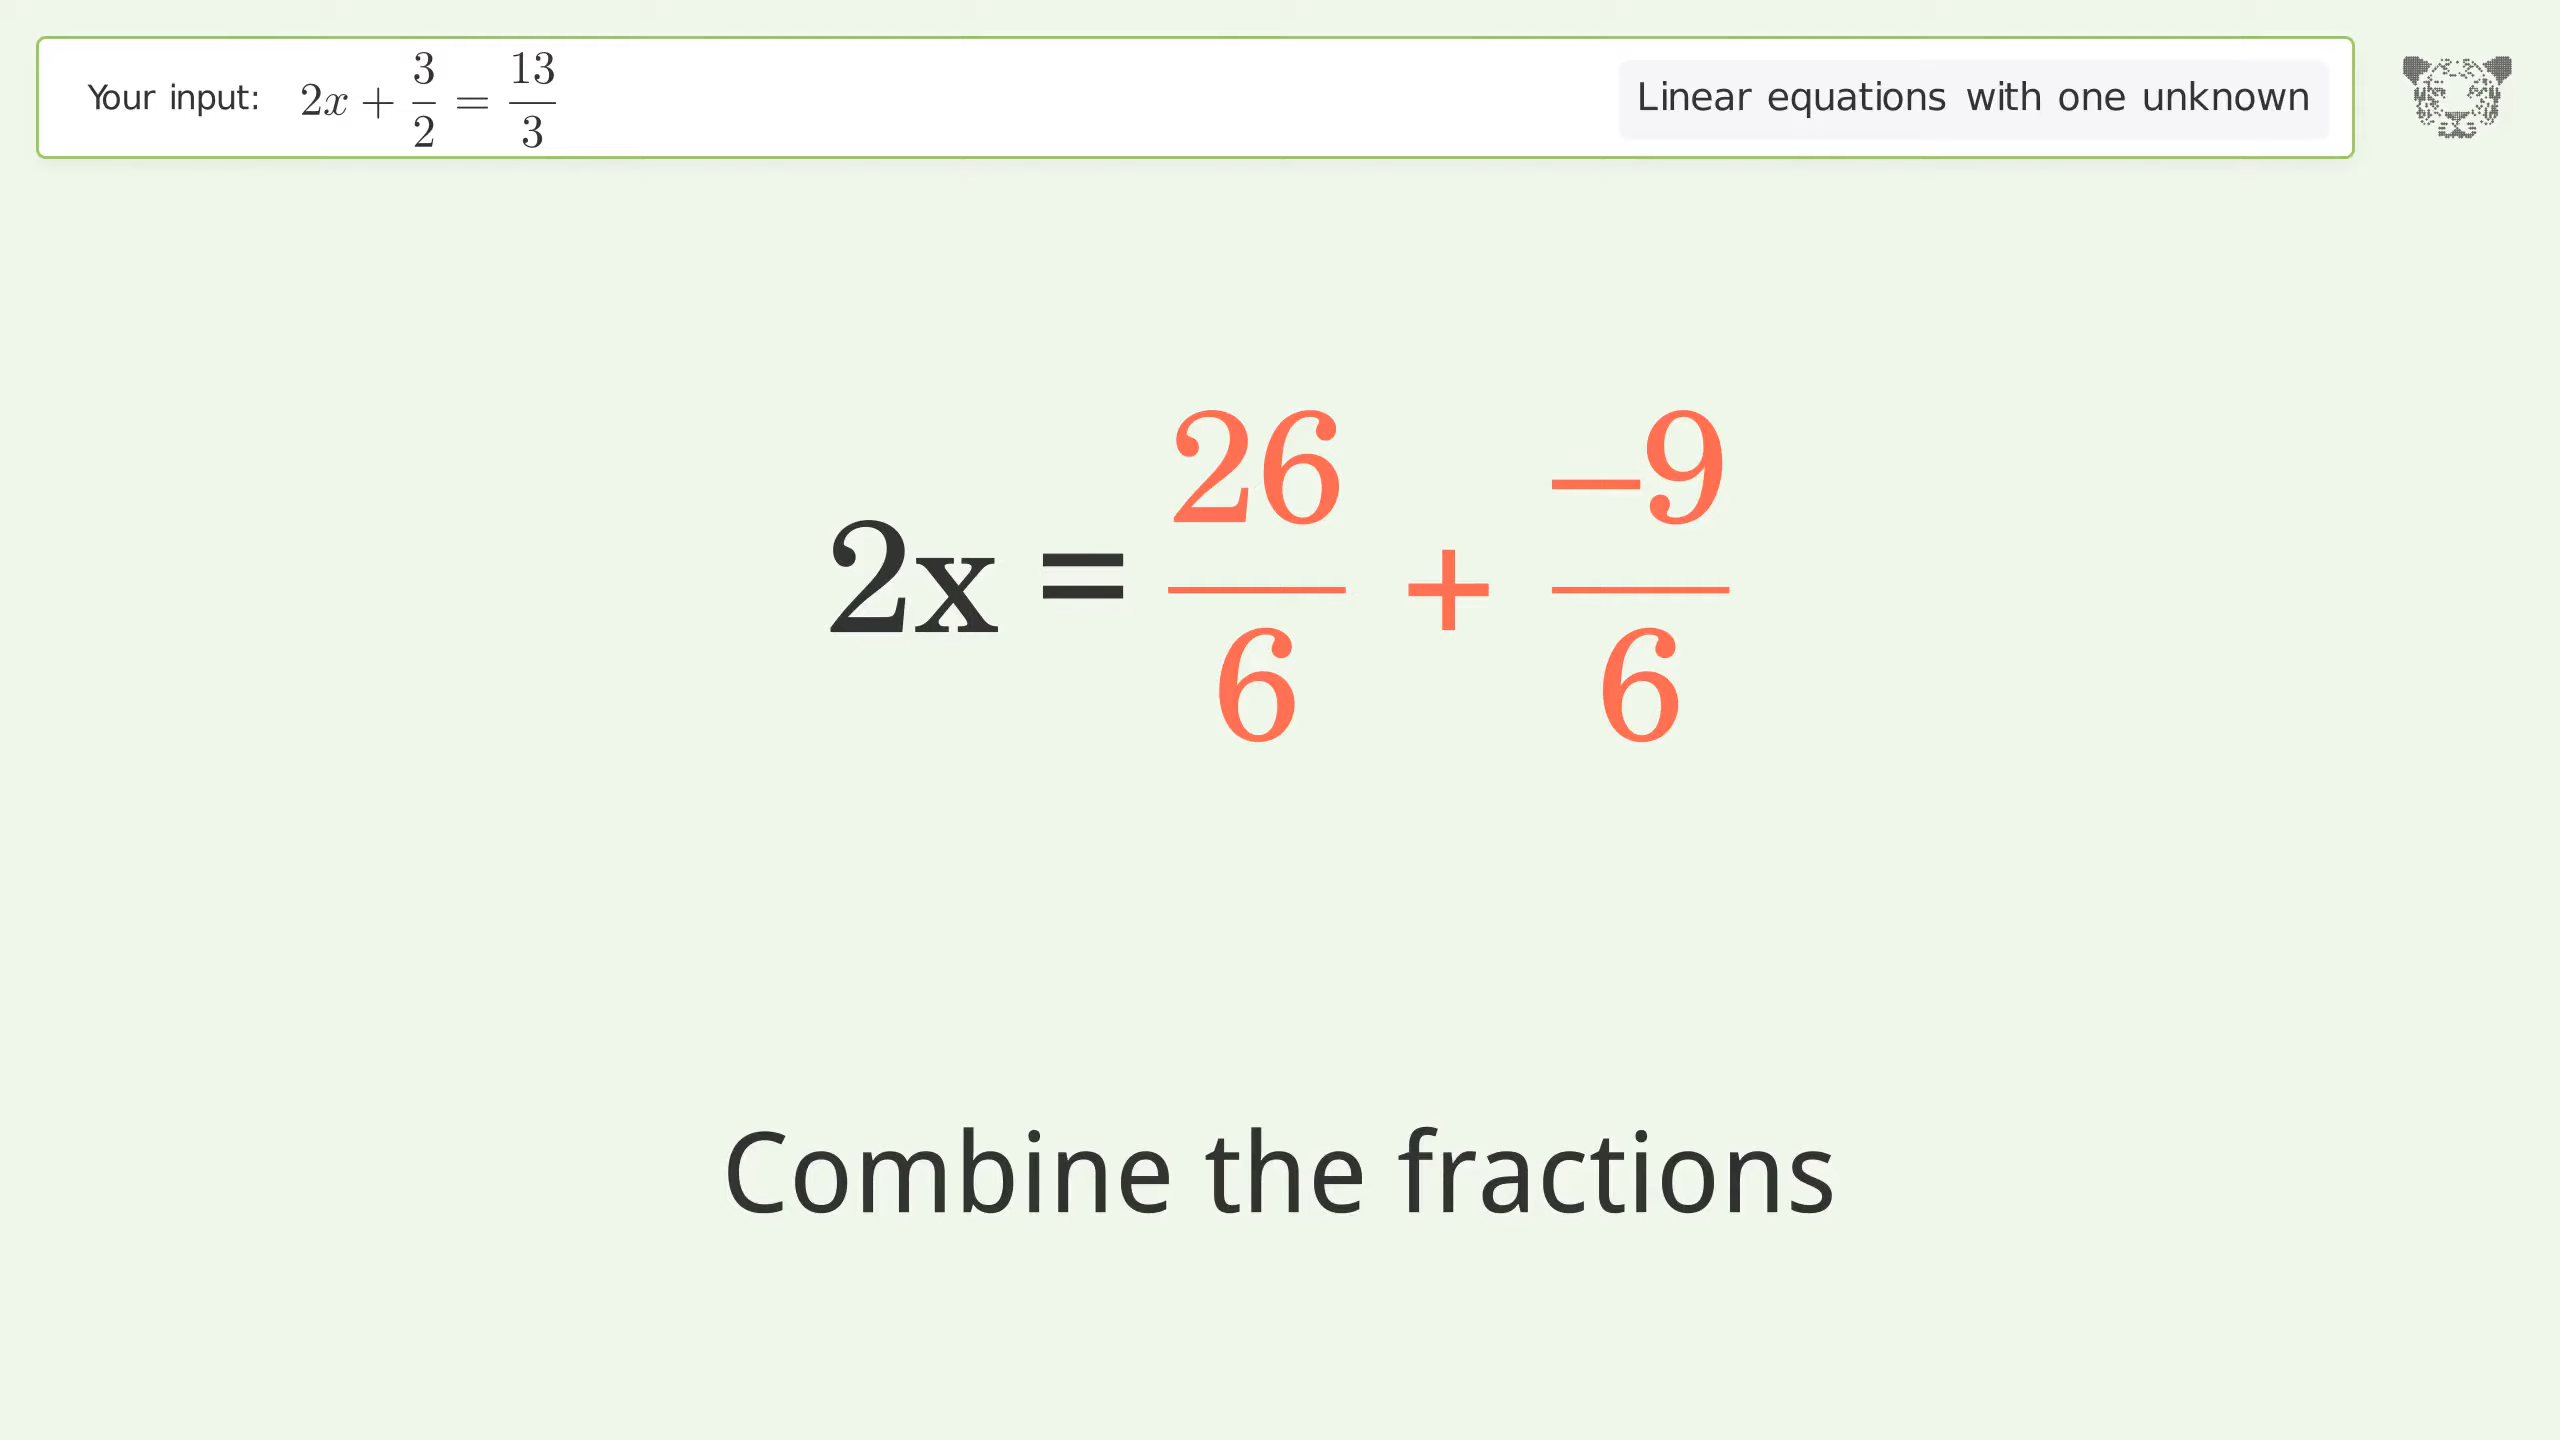 Your input: 2x + 3/2 = 13/3
Linear equations with one unknown
2x = 26/6 + −9/6
Combine the fractions